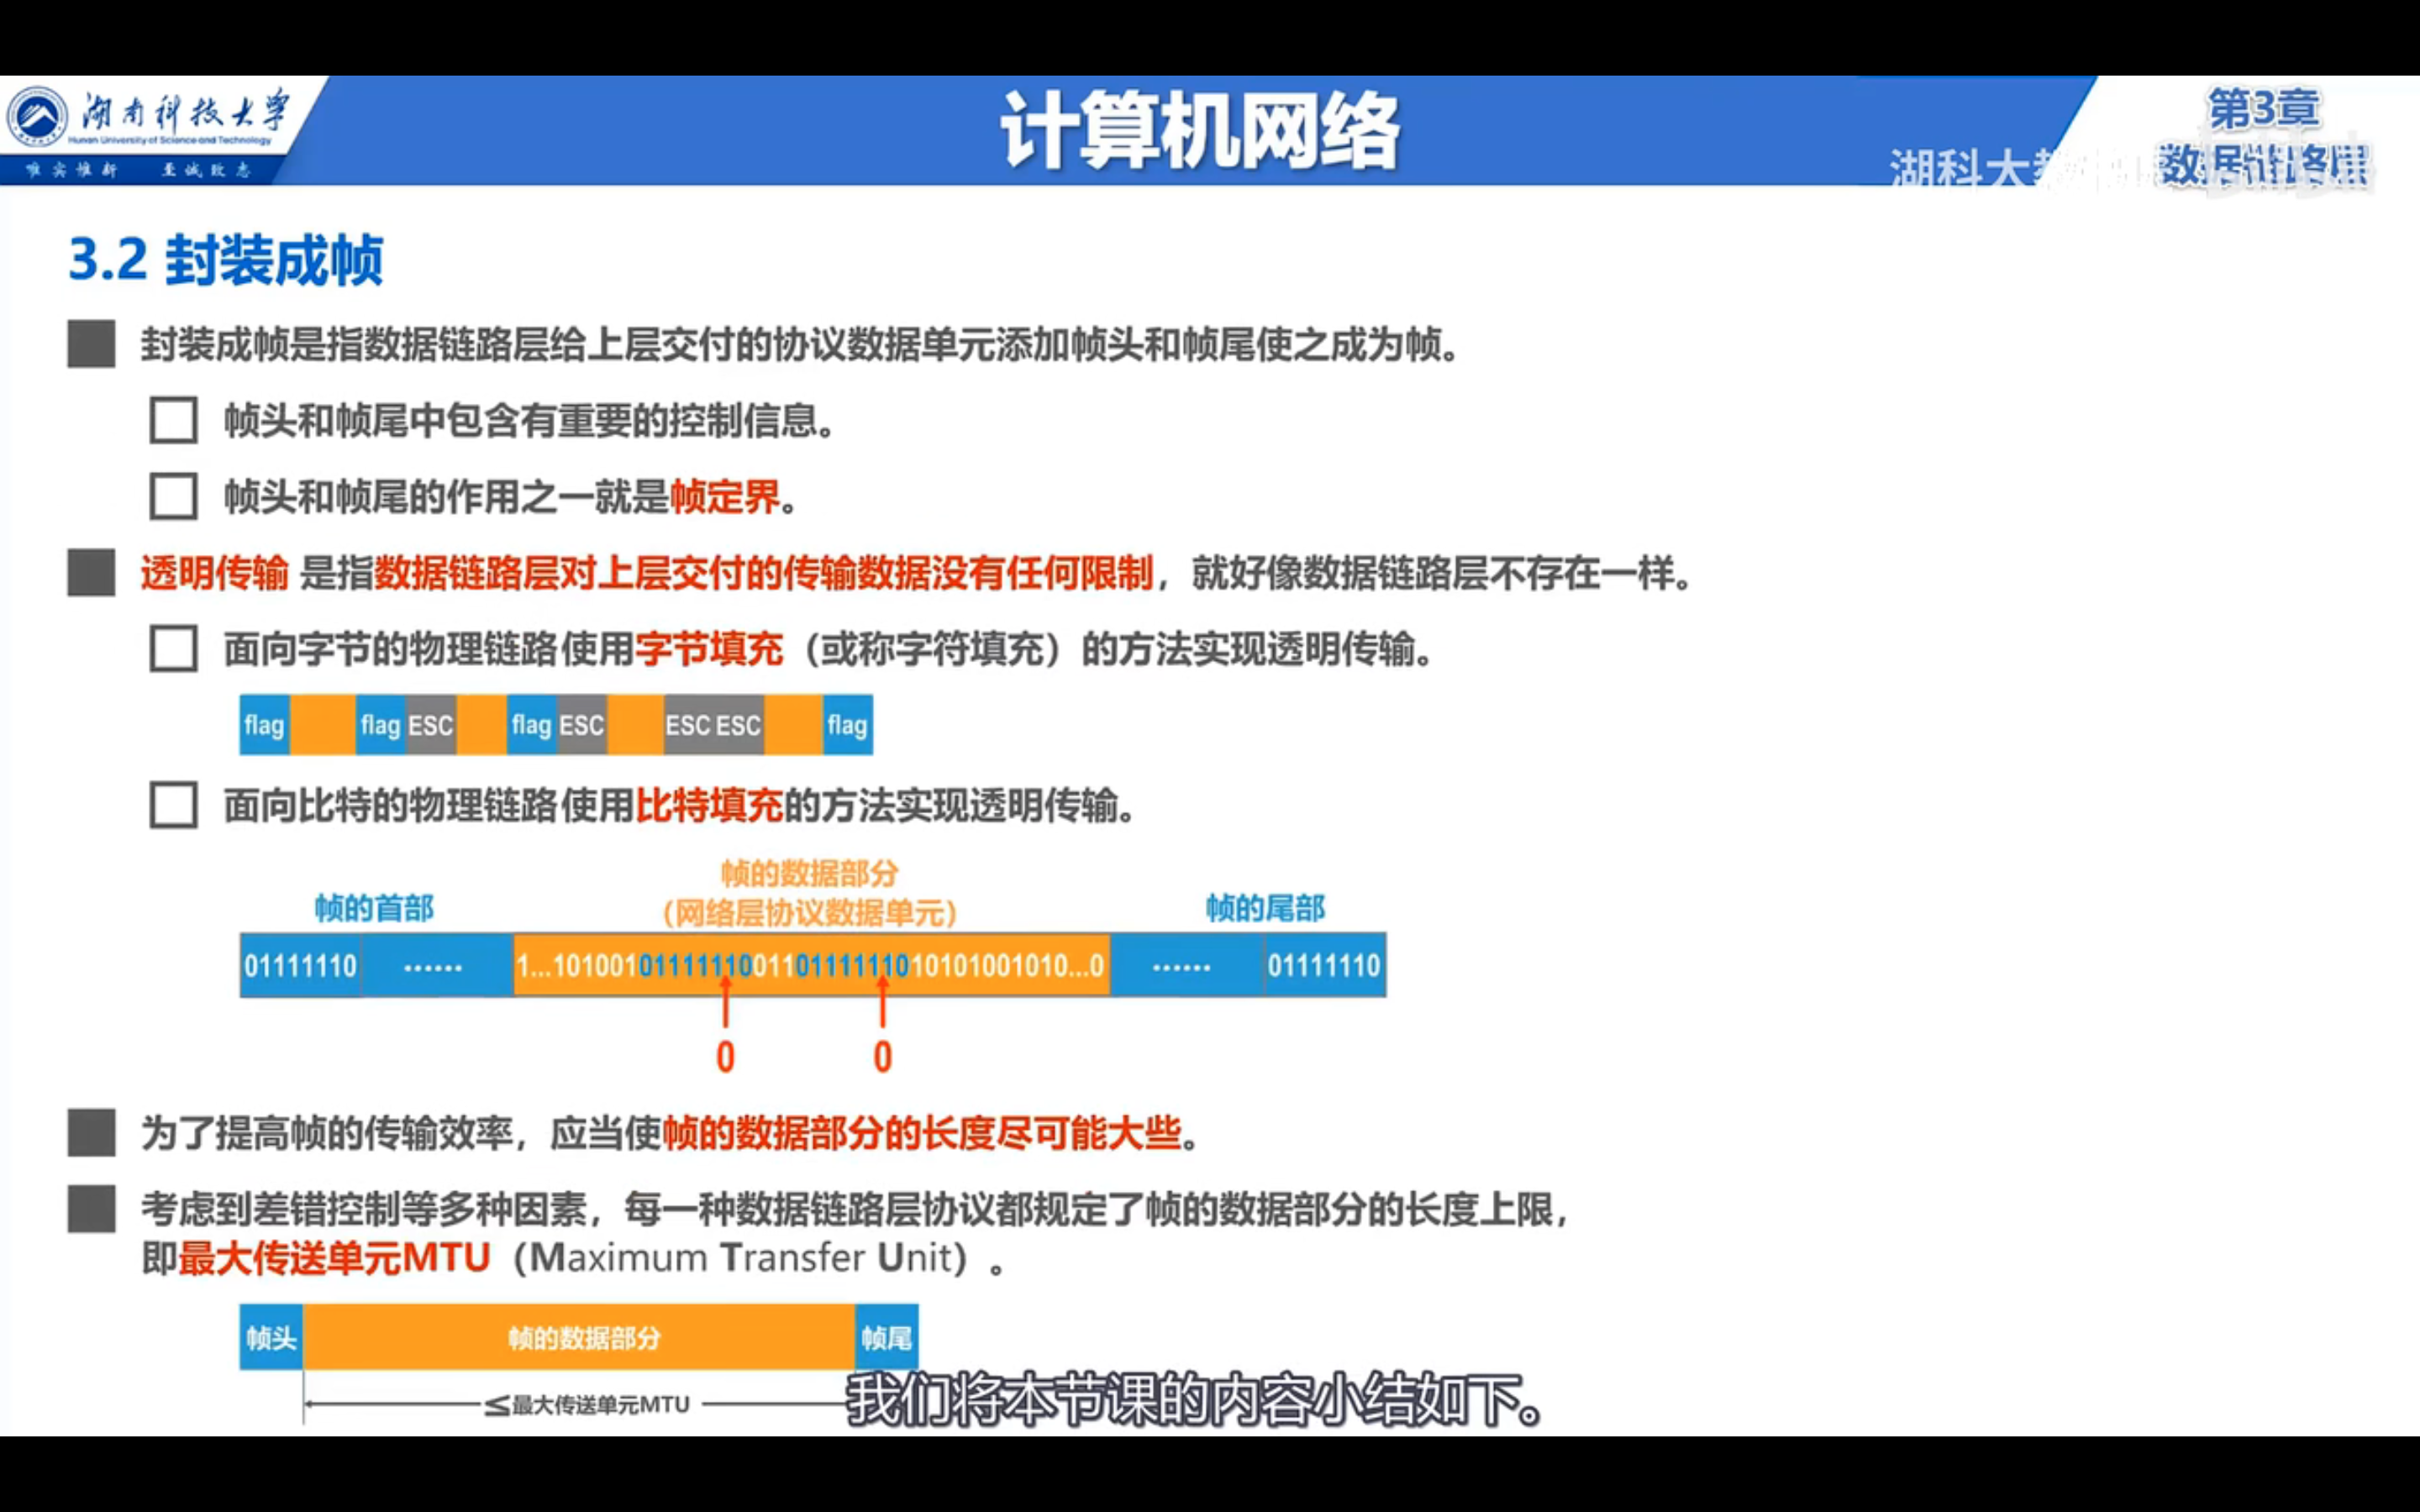 湖南科技大学
Hunan University of Science and Technology
唯实惟新 至诚致志
计算机网络
第3章
数据链路层
湖科大教
3.2 封装成帧
封装成帧是指数据链路层给上层交付的协议数据单元添加帧头和帧尾使之成为帧。
帧头和帧尾中包含有重要的控制信息。
帧头和帧尾的作用之一就是帧定界。
透明传输 是指数据链路层对上层交付的传输数据没有任何限制，就好像数据链路层不存在一样。
面向字节的物理链路使用字节填充（或称字符填充）的方法实现透明传输。
flag flag ESC flag ESC ESC ESC flag
面向比特的物理链路使用比特填充的方法实现透明传输。
帧的数据部分
帧的首部 （网络层协议数据单元） 帧的尾部
01111110 ...... 1...1010010111111000110111111010101001010...0 ...... 01111110
0 0
为了提高帧的传输效率，应当使帧的数据部分的长度尽可能大些。
考虑到差错控制等多种因素，每一种数据链路层协议都规定了帧的数据部分的长度上限，
即最大传送单元MTU（Maximum Transfer Unit）。
帧头 帧的数据部分 帧尾
≤最大传送单元MTU
我们将本节课的内容小结如下。